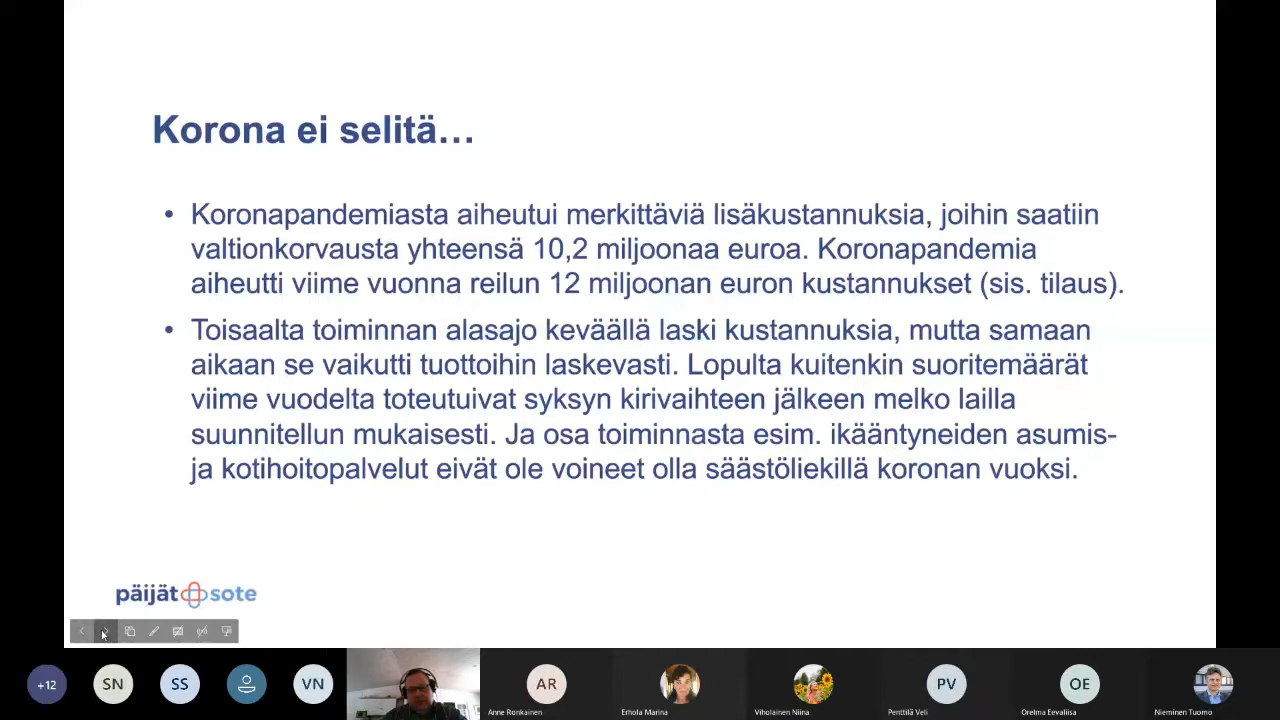 Korona ei selitä…
• Koronapandemiasta aiheutui merkittäviä lisäkustannuksia, joihin saatiin
valtionkorvausta yhteensä 10,2 miljoonaa euroa. Koronapandemia
aiheutti viime vuonna reilun 12 miljoonan euron kustannukset (sis. tilaus).
• Toisaalta toiminnan alasajo keväällä laski kustannuksia, mutta samaan
aikaan se vaikutti tuottoihin laskevasti. Lopulta kuitenkin suoritemäärät
viime vuodelta toteutuivat syksyn kirivaihteen jälkeen melko lailla
suunnitellun mukaisesti. Ja osa toiminnasta esim. ikääntyneiden asumis-
ja kotihoitopalvelut eivät ole voineet olla säästöliekillä koronan vuoksi.
päijät sote
+12 SN SS VN AR PV OE
Anne Ronkainen Erhola Marina Viholainen Niina Penttilä Veli Orelma Eevaliisa Nieminen Tuomo